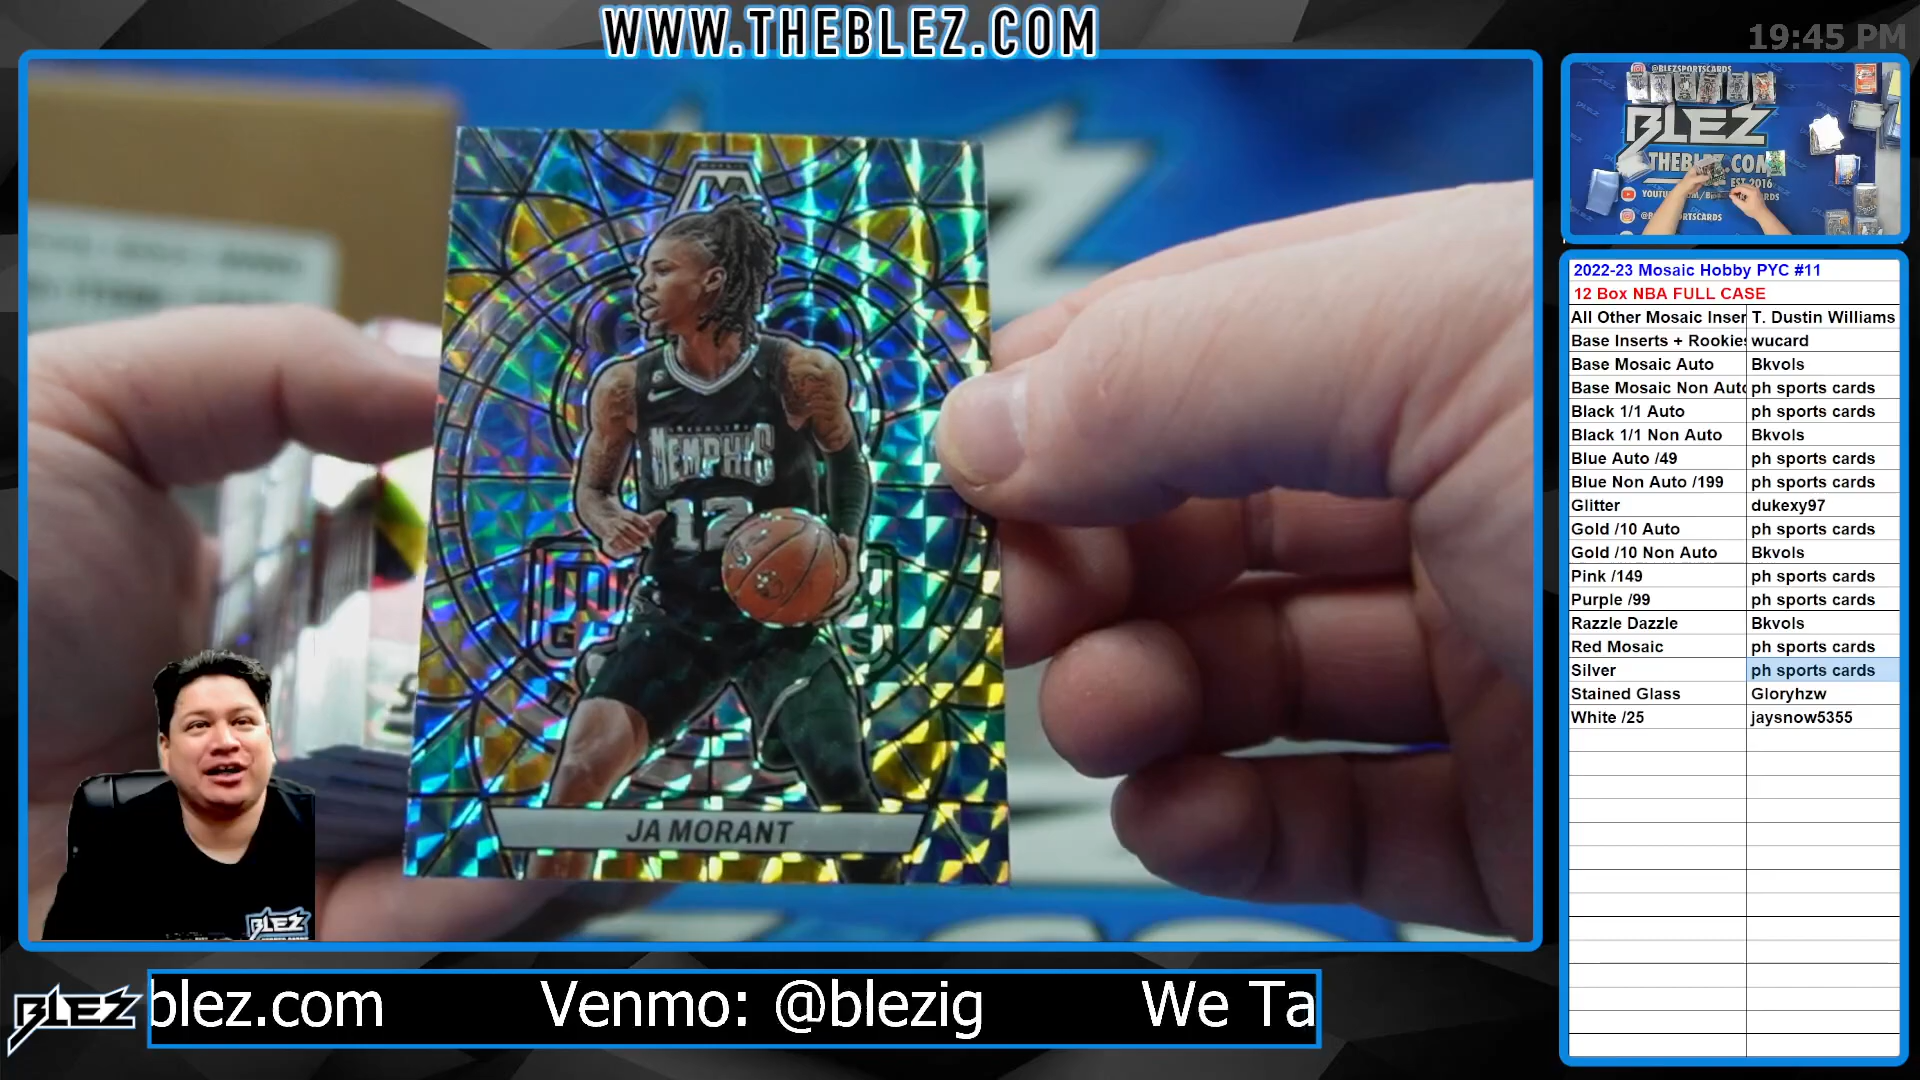 WWW.THEBLEZ.COM
19:45 PM
MEMPHIS
12
JA MORANT
BLEZ
@BLEZSPORTSCARDS
BLEZ
THEBLEZ.COM
EST 2016
2022-23 Mosaic Hobby PYC #11
12 Box NBA FULL CASE
All Other Mosaic Inser T. Dustin Williams
Base Inserts + Rookies wucard
Base Mosaic Auto Bkvols
Base Mosaic Non Auto ph sports cards
Black 1/1 Auto ph sports cards
Black 1/1 Non Auto Bkvols
Blue Auto /49 ph sports cards
Blue Non Auto /199 ph sports cards
Glitter dukexy97
Gold /10 Auto ph sports cards
Gold /10 Non Auto Bkvols
Pink /149 ph sports cards
Purple /99 ph sports cards
Razzle Dazzle Bkvols
Red Mosaic ph sports cards
Silver ph sports cards
Stained Glass Gloryhzw
White /25 jaysnow5355
BLEZ
blez.com Venmo: @blezig We Ta